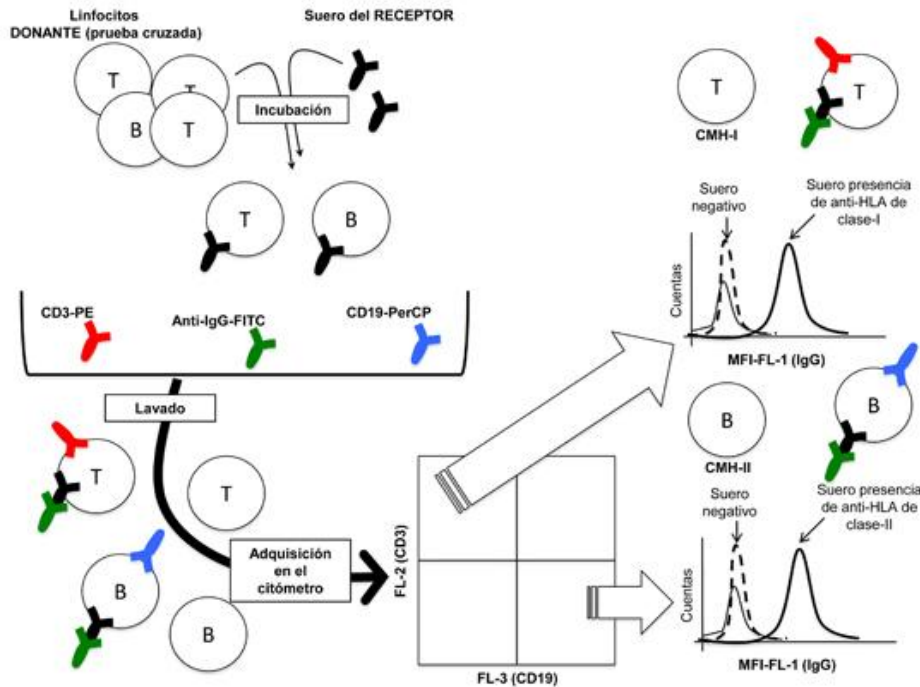 Linfocitos
DONANTE (prueba cruzada)
Suero del RECEPTOR
T
T
B
T
Incubación
T
B
CD3-PE
Anti-IgG-FITC
CD19-PerCP
Lavado
T
T
B
B
Adquisición
en el
citómetro
FL-2 (CD3)
FL-3 (CD19)
T
CMH-I
T
Suero
negativo
Suero presencia
de anti-HLA de
clase-I
Cuentas
MFI-FL-1 (IgG)
B
CMH-II
B
Suero
negativo
Suero presencia
de anti-HLA de
clase-II
Cuentas
MFI-FL-1 (IgG)